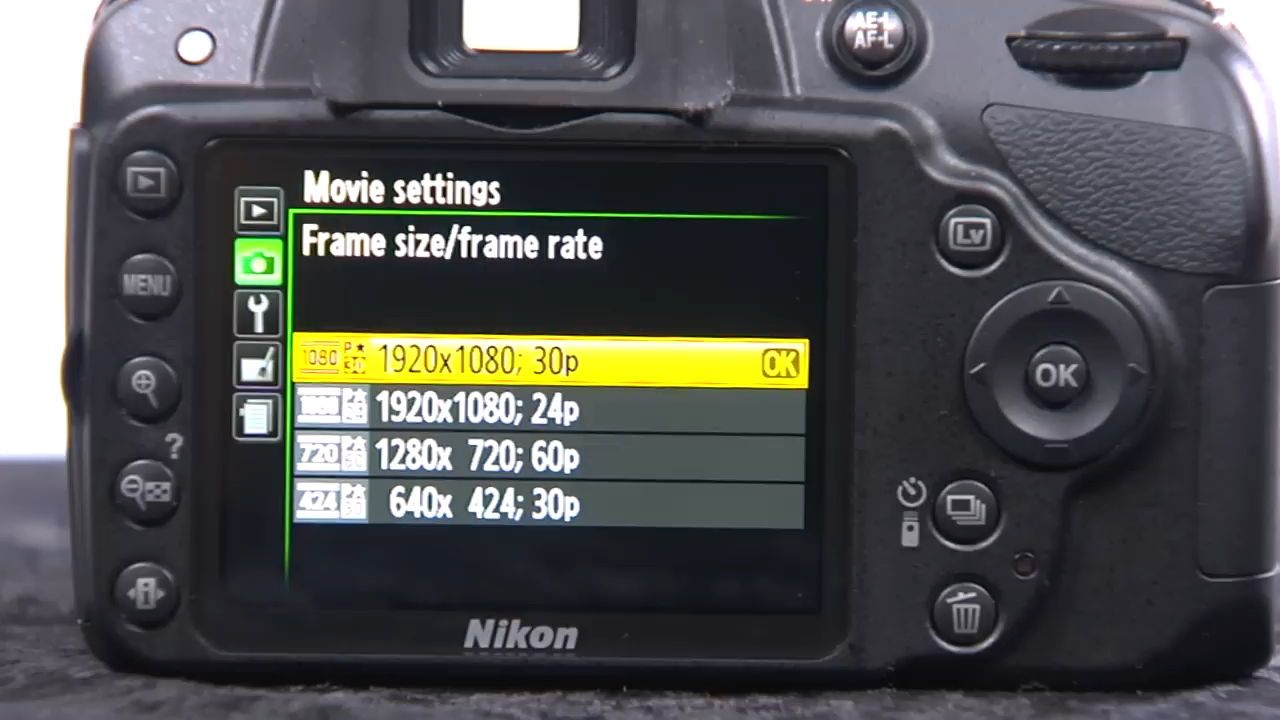 AE-L
AF-L
Movie settings
Frame size/frame rate
1080 1920x1080; 30p OK
1920x1080; 24p
720 1280x 720; 60p
424 640x 424; 30p
MENU
?
Lv
OK
Nikon